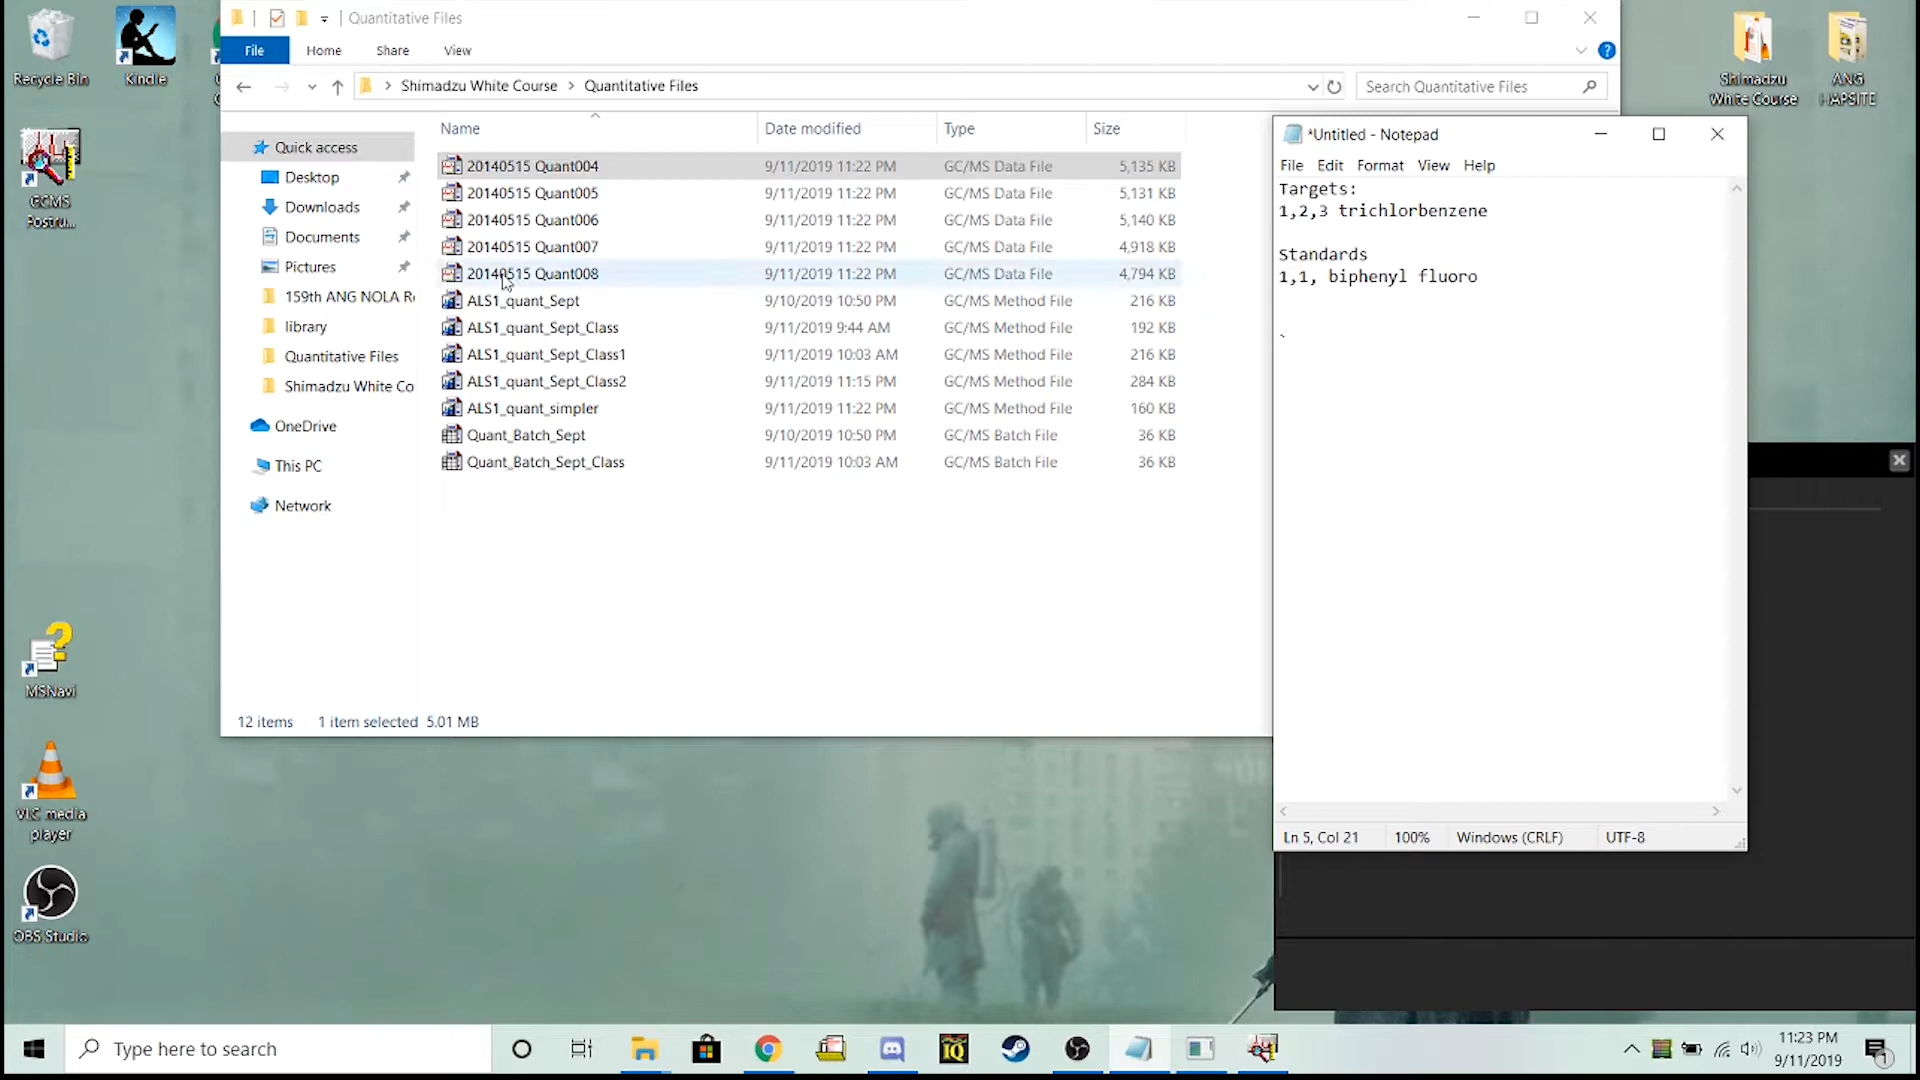 Quantitative Files
File
Home
Share
View
Shimadzu White Course
Quantitative Files
Search Quantitative Files
Name
Date modified
Type
Size
20140515 Quant004 9/11/2019 11:22 PM GC/MS Data File 5,135 KB
20140515 Quant005 9/11/2019 11:22 PM GC/MS Data File 5,131 KB
20140515 Quant006 9/11/2019 11:22 PM GC/MS Data File 5,140 KB
20140515 Quant007 9/11/2019 11:22 PM GC/MS Data File 4,918 KB
20140515 Quant008 9/11/2019 11:22 PM GC/MS Data File 4,794 KB
ALS1_quant_Sept 9/10/2019 10:50 PM GC/MS Method File 216 KB
ALS1_quant_Sept_Class 9/11/2019 9:44 AM GC/MS Method File 192 KB
ALS1_quant_Sept_Class1 9/11/2019 10:03 AM GC/MS Method File 216 KB
ALS1_quant_Sept_Class2 9/11/2019 11:15 PM GC/MS Method File 284 KB
ALS1_quant_simpler 9/11/2019 11:22 PM GC/MS Method File 160 KB
Quant_Batch_Sept 9/10/2019 10:50 PM GC/MS Batch File 36 KB
Quant_Batch_Sept_Class 9/11/2019 10:03 AM GC/MS Batch File 36 KB
Quick access
Desktop
Downloads
Documents
Pictures
159th ANG NOLA R
library
Quantitative Files
Shimadzu White Co
OneDrive
This PC
Network
12 items 1 item selected 5.01 MB
*Untitled - Notepad
File Edit Format View Help
Targets:
1,2,3 trichlorbenzene
Standards
1,1, biphenyl fluoro
`
Ln 5, Col 21 100% Windows (CRLF) UTF-8
Recycle Bin
Kindle
GCMS
Postru...
MSNavi
VLC media
player
OBS Studio
Shimadzu
White Course
ANG
HAPSITE
Type here to search
IQ
11:23 PM
9/11/2019
1